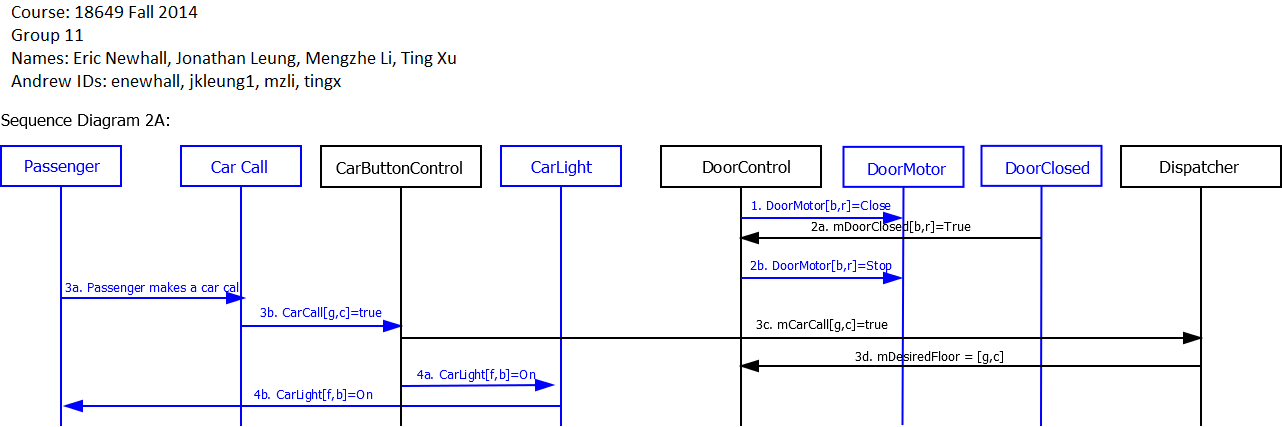 Course: 18649 Fall 2014
Group 11
Names: Eric Newhall, Jonathan Leung, Mengzhe Li, Ting Xu
Andrew IDs: enewhall, jkleung1, mzli, tingx
Sequence Diagram 2A:
Passenger
Car Call
CarButtonControl
CarLight
DoorControl
DoorMotor
DoorClosed
Dispatcher
1. DoorMotor[b,r]=Close
2a. mDoorClosed[b,r]=True
2b. DoorMotor[b,r]=Stop
3a. Passenger makes a car cal
3b. CarCall[g,c]=true
3c. mCarCall[g,c]=true
3d. mDesiredFloor = [g,c]
4a. CarLight[f,b]=On
4b. CarLight[f,b]=On